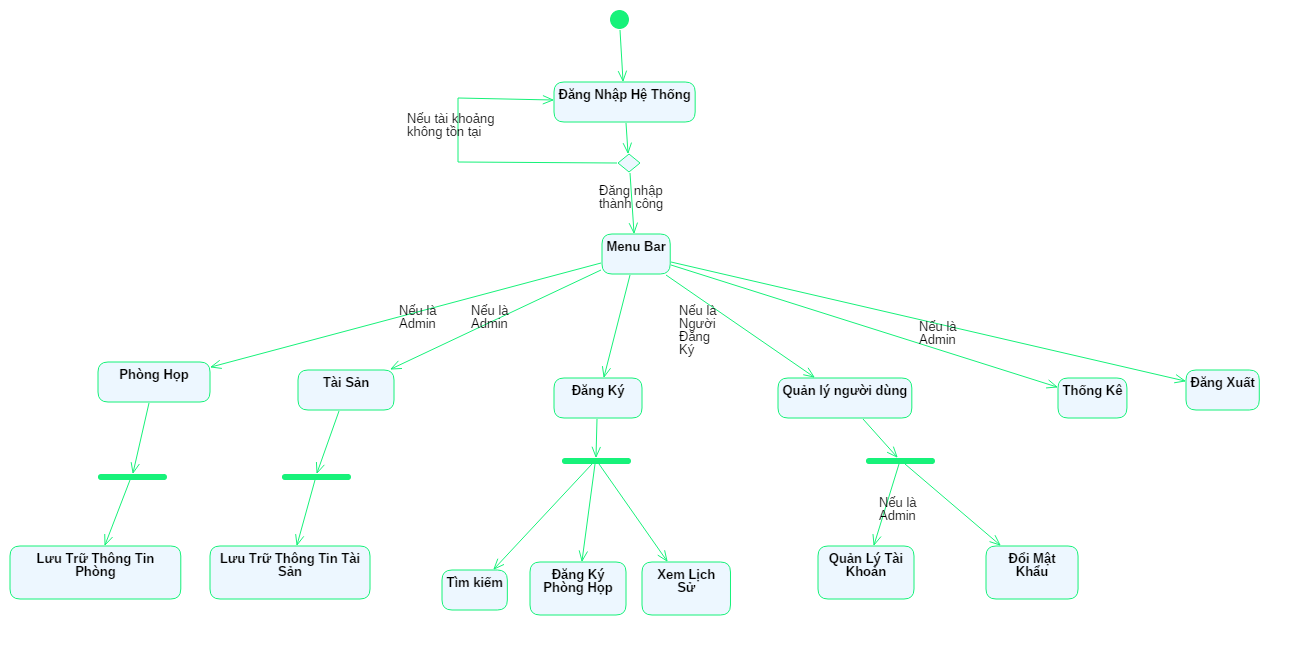 Đăng Nhập Hệ Thống
Nếu tài khoảng
không tồn tại
Đăng nhập
thành công
Menu Bar
Nếu là
Admin
Nếu là
Admin
Nếu là
Người
Đăng
Ký
Nếu là
Admin
Phòng Họp
Tài Sản
Đăng Ký
Quản lý người dùng
Thống Kê
Đăng Xuất
Nếu là
Admin
Lưu Trữ Thông Tin
Phòng
Lưu Trữ Thông Tin Tài
Sản
Tìm kiếm
Đăng Ký
Phòng Họp
Xem Lịch
Sử
Quản Lý Tài
Khoản
Đổi Mật
Khẩu